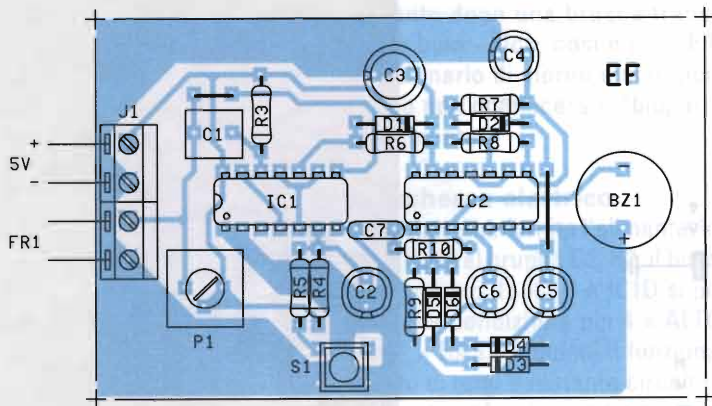 C4
C3
EF
R7
J1
R3
D1
D2
C1
R6
R8
+
5V
-
IC1
IC2
BZ1
C7
+
FR1
R10
R5
R4
C2
R9
D5
D6
C6
C5
P1
S1
D4
D3